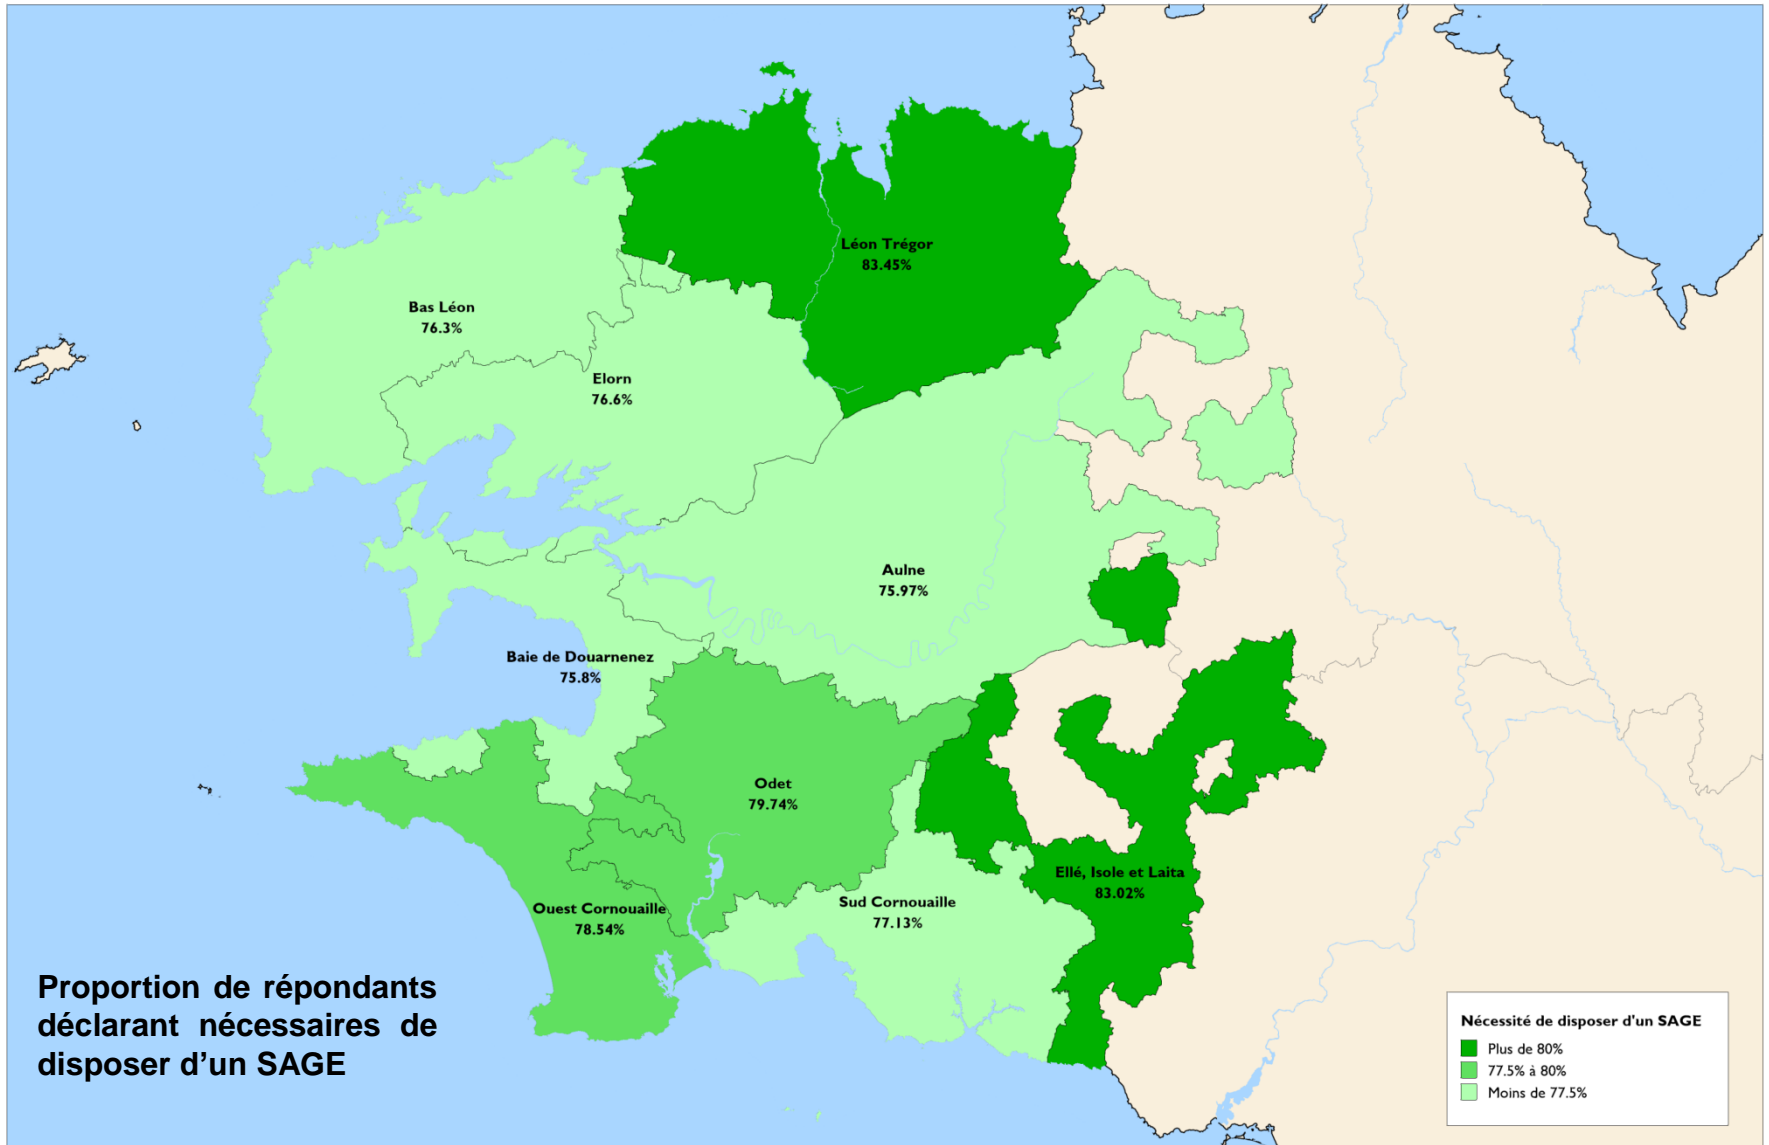 Léon Trégor
83.45%
Bas Léon
76.3%
Elorn
76.6%
Aulne
75.97%
Baie de Douarnenez
75.8%
Odet
79.74%
Ellé, Isole et Laita
83.02%
Sud Cornouaille
77.13%
Ouest Cornouaille
78.54%
Proportion de répondants
déclarant nécessaires de
disposer d'un SAGE
Nécessité de disposer d'un SAGE
Plus de 80%
77.5% à 80%
Moins de 77.5%